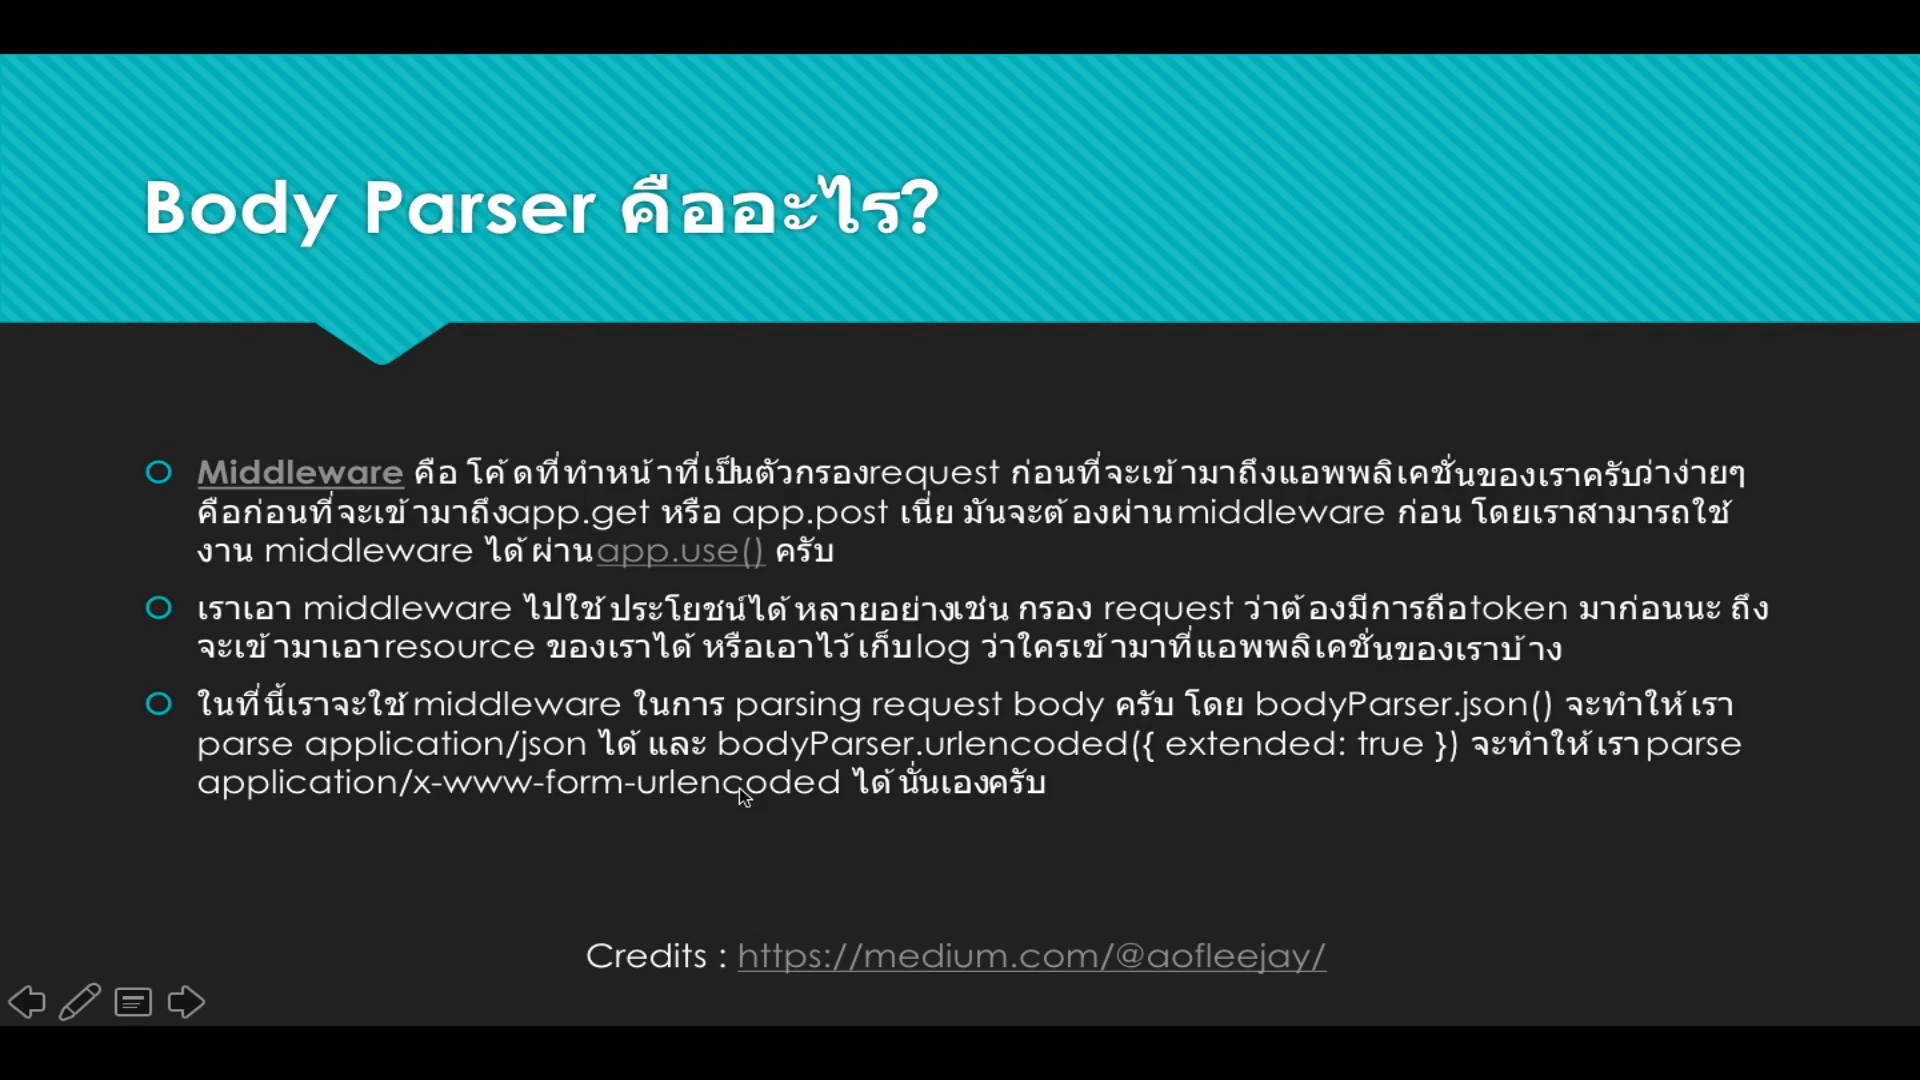 Body Parser คืออะไร?
Middleware คือ โค้ดที่ทำหน้าที่เป็นตัวกรองrequest ก่อนที่จะเข้ามาถึงแอพพลิเคชั่นของเราครับว่าง่ายๆ
คือก่อนที่จะเข้ามาถึงapp.get หรือ app.post เนี่ย มันจะต้องผ่านmiddleware ก่อน โดยเราสามารถใช้
งาน middleware ได้ผ่านapp.use() ครับ
เราเอา middleware ไปใช้ประโยชน์ได้หลายอย่างเช่น กรอง request ว่าต้องมีการถือtoken มาก่อนนะ ถึง
จะเข้ามาเอาresource ของเราได้ หรือเอาไว้เก็บlog ว่าใครเข้ามาที่แอพพลิเคชั่นของเราบ้าง
ในที่นี้เราจะใช้middleware ในการ parsing request body ครับ โดย bodyParser.json() จะทำให้เรา
parse application/json ได้ และ bodyParser.urlencoded({ extended: true }) จะทำให้เราparse
application/x-www-form-urlencoded ได้นั่นเองครับ
Credits : https://medium.com/@aofleejay/